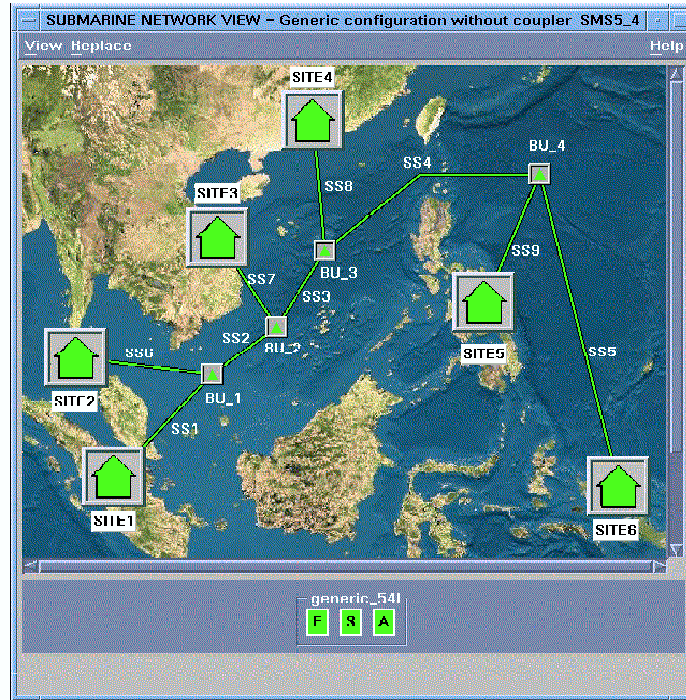 SUBMARINE NETWORK VIEW - Generic configuration without coupler SMS5_4
View Replace Help
SITE4
BU_4
SS4
SS8
SITE3
SS9
BU_3
SS7
SS3
SS2
SITE5
SS5
SS6
BU_1
SITE2
SS1
SITE1
SITE6
generic_54l
F S A